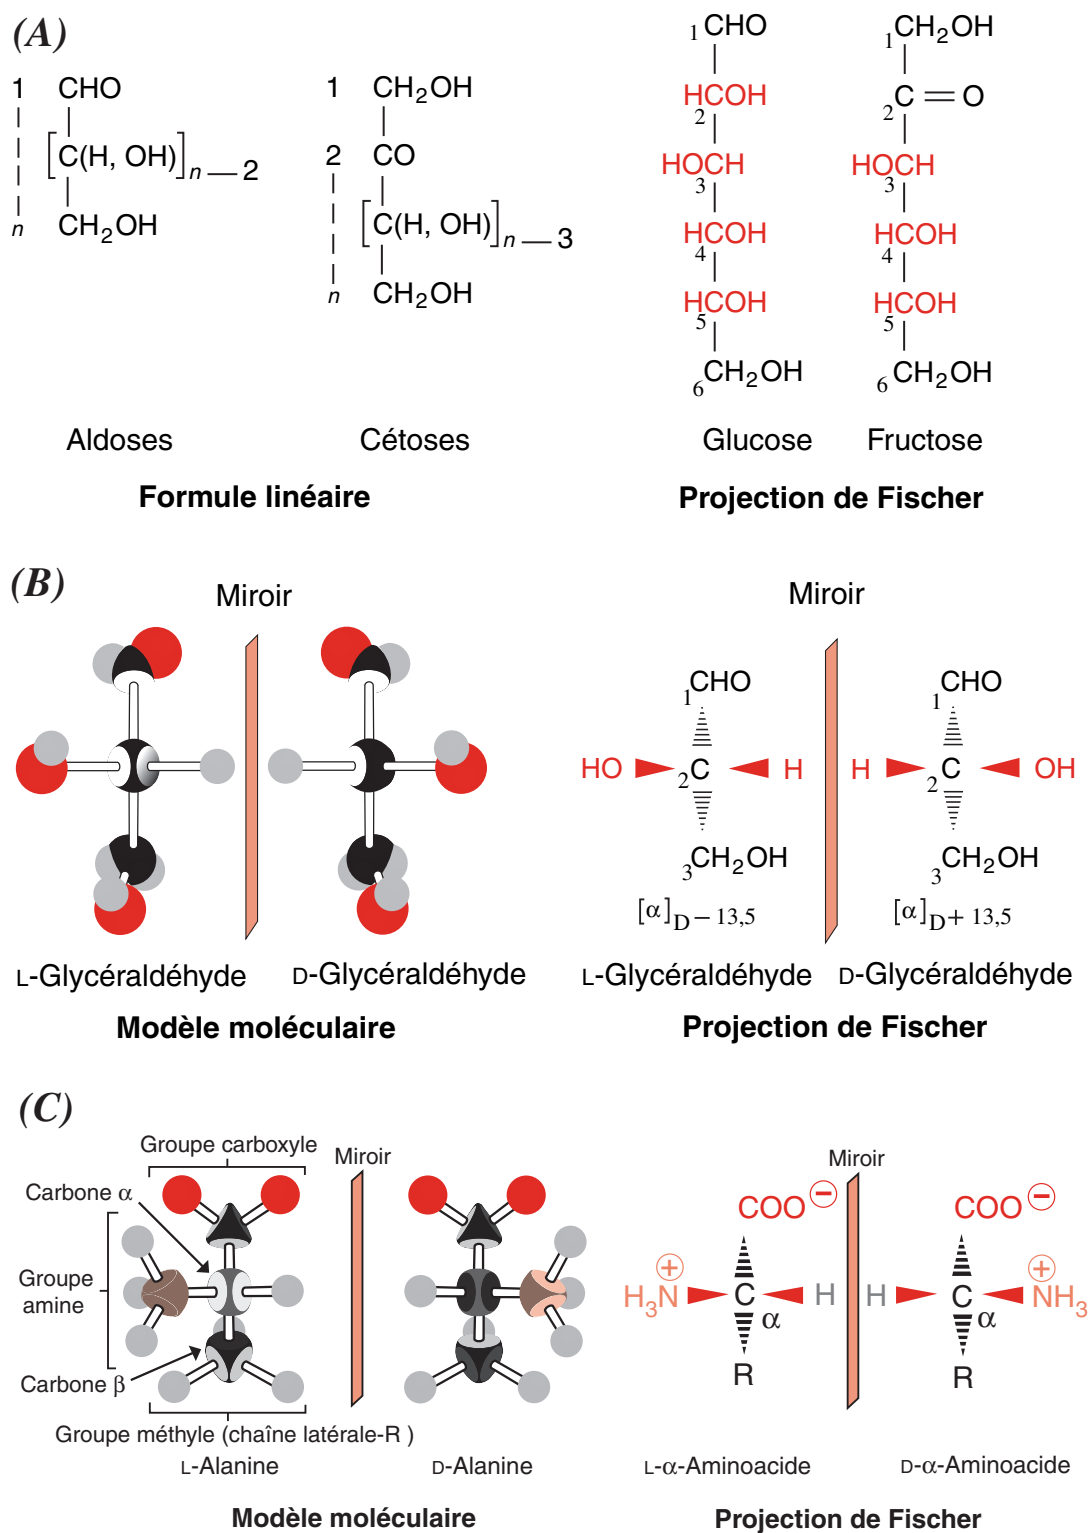 (A)
1 CHO
[C(H, OH)]n — 2
n CH2OH
Aldoses
1 CH2OH
2 CO
[C(H, OH)]n — 3
n CH2OH
Cétoses
Formule linéaire
1CHO
HCOH
2
HOCH
3
HCOH
4
HCOH
5
6CH2OH
Glucose
1CH2OH
2C=O
HOCH
3
HCOH
4
HCOH
5
6CH2OH
Fructose
Projection de Fischer
(B)
Miroir
L-Glycéraldéhyde
D-Glycéraldéhyde
Modèle moléculaire
Miroir
1CHO
HO 2C H
3CH2OH
[α]D− 13,5
L-Glycéraldéhyde
1CHO
H 2C OH
3CH2OH
[α]D+ 13,5
D-Glycéraldéhyde
Projection de Fischer
(C)
Groupe carboxyle
Miroir
Carbone α
Groupe
amine
Carbone β
Groupe méthyle (chaîne latérale-R )
L-Alanine
D-Alanine
Modèle moléculaire
Miroir
COO −
+
H3N C H
α
R
L-α-Aminoacide
COO −
+
H C NH3
α
R
D-α-Aminoacide
Projection de Fischer